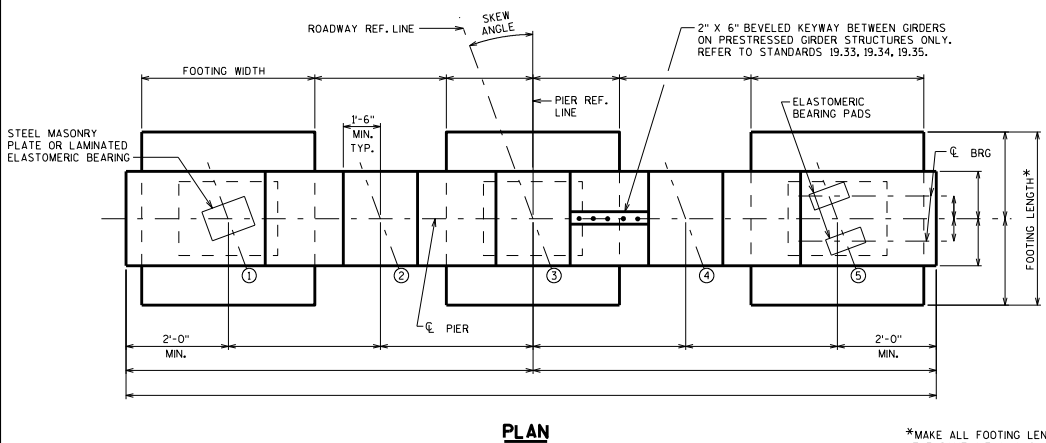 SKEW
ANGLE
ROADWAY REF. LINE
2" X 6" BEVELED KEYWAY BETWEEN GIRDERS
ON PRESTRESSED GIRDER STRUCTURES ONLY.
REFER TO STANDARDS 19.33, 19.34, 19.35.
FOOTING WIDTH
PIER REF.
LINE
ELASTOMERIC
BEARING PADS
1'-6"
MIN.
TYP.
STEEL MASONRY
PLATE OR LAMINATED
ELASTOMERIC BEARING
℄ BRG
FOOTING LENGTH*
1
2
3
4
5
℄ PIER
2'-0"
MIN.
2'-0"
MIN.
PLAN
*MAKE ALL FOOTING LEN